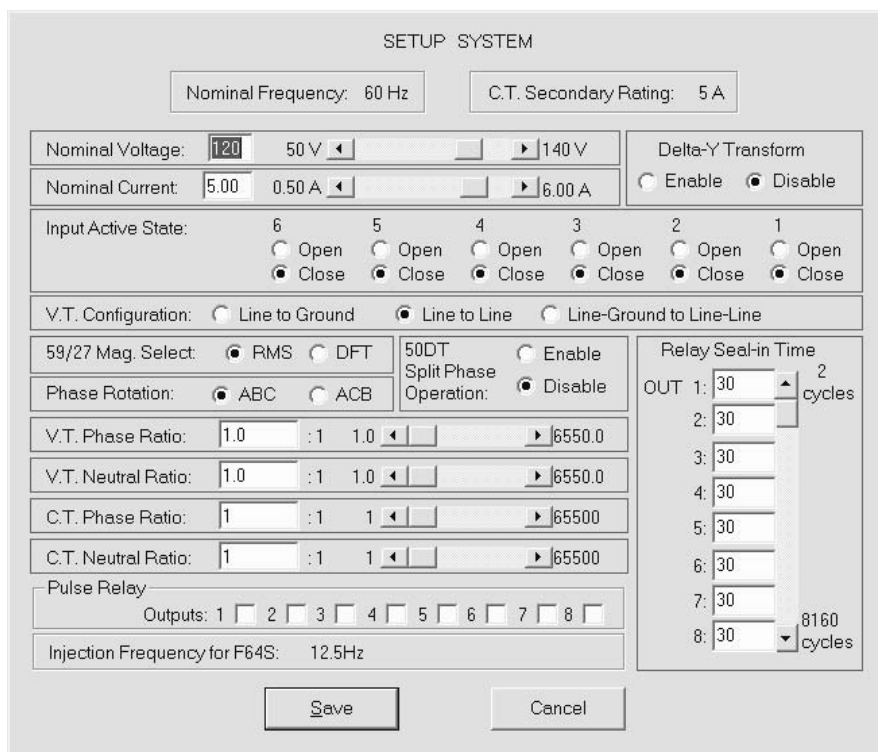 SETUP SYSTEM
Nominal Frequency: 60 Hz C.T. Secondary Rating: 5 A
Nominal Voltage: 120 50 V 140 V
Nominal Current: 5.00 0.50 A 6.00 A
Delta-Y Transform
Enable Disable
Input Active State: 6 5 4 3 2 1
Open Open Open Open Open Open
Close Close Close Close Close Close
V.T. Configuration: Line to Ground Line to Line Line-Ground to Line-Line
59/27 Mag. Select: RMS DFT
Phase Rotation: ABC ACB
50DT
Split Phase
Operation:
Enable
Disable
V.T. Phase Ratio: 1.0 :1 1.0 6550.0
V.T. Neutral Ratio: 1.0 :1 1.0 6550.0
C.T. Phase Ratio: 1 :1 1 65500
C.T. Neutral Ratio: 1 :1 1 65500
Pulse Relay
Outputs: 1 2 3 4 5 6 7 8
Injection Frequency for F64S: 12.5Hz
Relay Seal-in Time
OUT 1: 30 2
cycles
2: 30
3: 30
4: 30
5: 30
6: 30
7: 30
8: 30 8160
cycles
Save Cancel